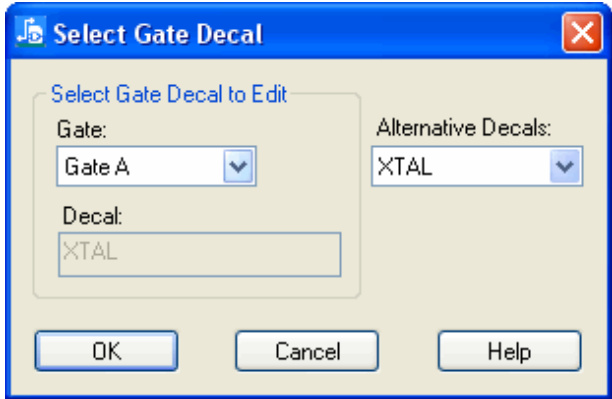 Select Gate Decal
Select Gate Decal to Edit
Gate:
Gate A
Decal:
XTAL
Alternative Decals:
XTAL
OK
Cancel
Help